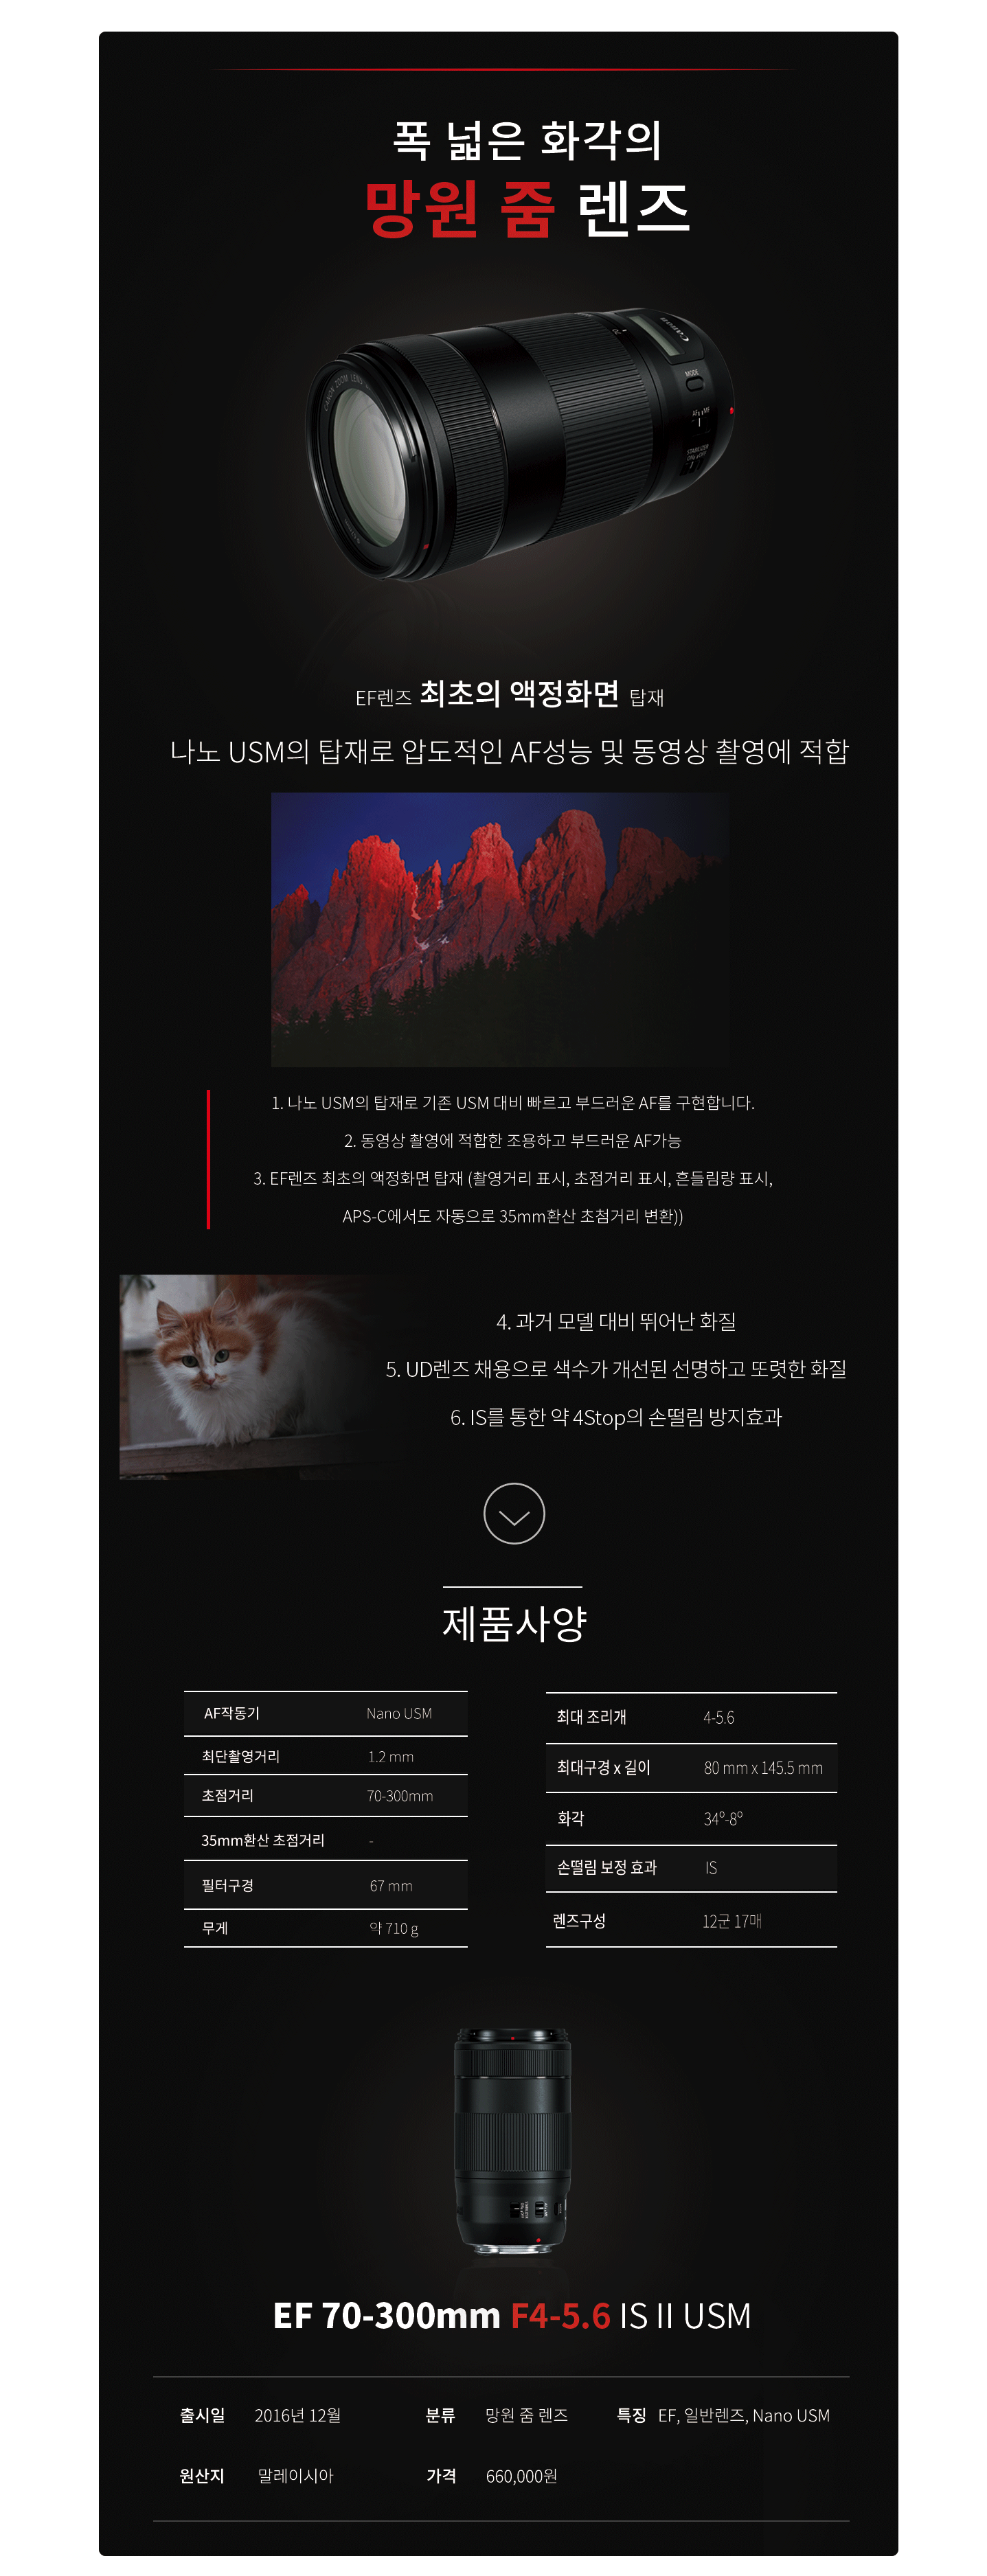 폭 넓은 화각의
망원 줌 렌즈
CANON ZOOM LENS
Canon
MODE
AF MF
STABILIZER
ON OFF
EF렌즈 최초의 액정화면 탑재
나노 USM의 탑재로 압도적인 AF성능 및 동영상 촬영에 적합
1. 나노 USM의 탑재로 기존 USM 대비 빠르고 부드러운 AF를 구현합니다.
2. 동영상 촬영에 적합한 조용하고 부드러운 AF가능
3. EF렌즈 최초의 액정화면 탑재 (촬영거리 표시, 초점거리 표시, 흔들림량 표시,
APS-C에서도 자동으로 35mm환산 초첨거리 변환))
4. 과거 모델 대비 뛰어난 화질
5. UD렌즈 채용으로 색수가 개선된 선명하고 또렷한 화질
6. IS를 통한 약 4Stop의 손떨림 방지효과
제품사양
AF작동기 Nano USM
최단촬영거리 1.2 mm
초점거리 70-300mm
35mm환산 초점거리 -
필터구경 67 mm
무게 약 710 g
최대 조리개 4-5.6
최대구경 x 길이 80 mm x 145.5 mm
화각 34º-8º
손떨림 보정 효과 IS
렌즈구성 12군 17매
EF 70-300mm F4-5.6 IS II USM
출시일 2016년 12월 분류 망원 줌 렌즈 특징 EF, 일반렌즈, Nano USM
원산지 말레이시아 가격 660,000원